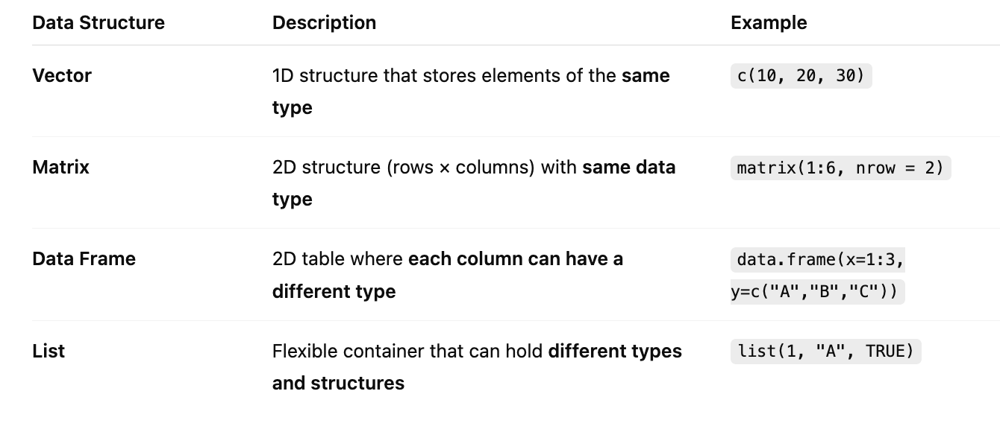 Data Structure Description Example
Vector 1D structure that stores elements of the same c(10, 20, 30)
type
Matrix 2D structure (rows × columns) with same data matrix(1:6, nrow = 2)
type
Data Frame 2D table where each column can have a data.frame(x=1:3,
different type y=c("A","B","C"))
List Flexible container that can hold different types list(1, "A", TRUE)
and structures